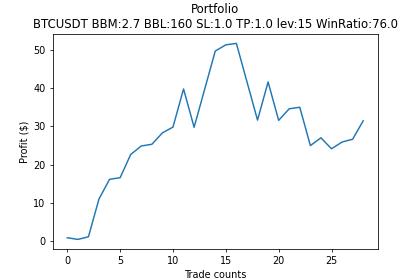 Portfolio
BTCUSDT BBM:2.7 BBL:160 SL:1.0 TP:1.0 lev:15 WinRatio:76.0
Profit ($)
50
40
30
20
10
0
0 5 10 15 20 25
Trade counts